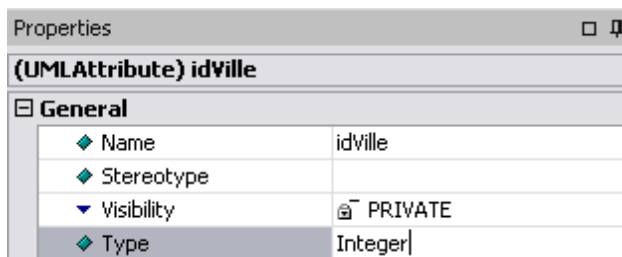 Properties
(UMLAttribute) idVille
General
Name idVille
Stereotype
Visibility PRIVATE
Type Integer